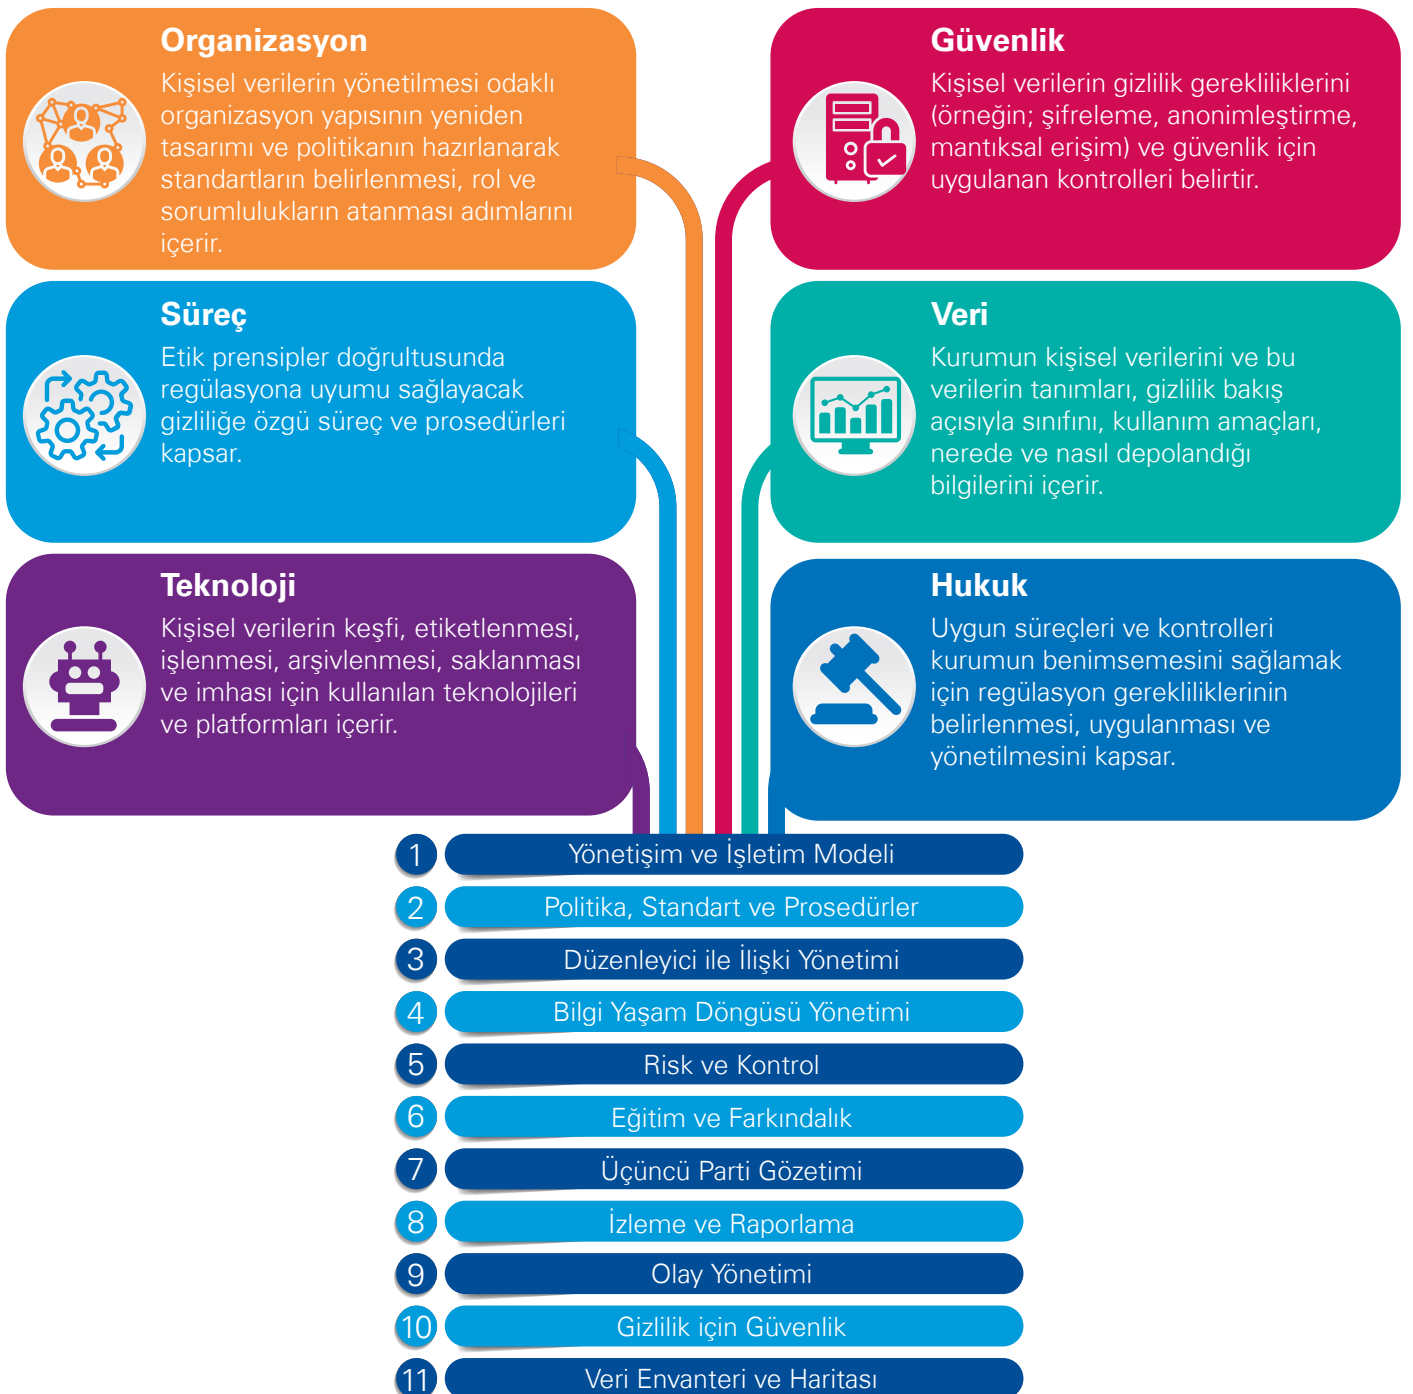 Organizasyon
Kişisel verilerin yönetilmesi odaklı
organizasyon yapısının yeniden
tasarımı ve politikanın hazırlanarak
standartların belirlenmesi, rol ve
sorumlulukların atanması adımlarını
içerir.
Güvenlik
Kişisel verilerin gizlilik gerekliliklerini
(örneğin; şifreleme, anonimleştirme,
mantıksal erişim) ve güvenlik için
uygulanan kontrolleri belirtir.
Süreç
Etik prensipler doğrultusunda
regülasyona uyumu sağlayacak
gizliliğe özgü süreç ve prosedürleri
kapsar.
Veri
Kurumun kişisel verilerini ve bu
verilerin tanımları, gizlilik bakış
açısıyla sınıfını, kullanım amaçları,
nerede ve nasıl depolandığı
bilgilerini içerir.
Teknoloji
Kişisel verilerin keşfi, etiketlenmesi,
işlenmesi, arşivlenmesi, saklanması
ve imhası için kullanılan teknolojileri
ve platformları içerir.
Hukuk
Uygun süreçleri ve kontrolleri
kurumun benimsemesini sağlamak
için regülasyon gerekliliklerinin
belirlenmesi, uygulanması ve
yönetilmesini kapsar.
1 Yönetişim ve İşletim Modeli
2 Politika, Standart ve Prosedürler
3 Düzenleyici ile İlişki Yönetimi
4 Bilgi Yaşam Döngüsü Yönetimi
5 Risk ve Kontrol
6 Eğitim ve Farkındalık
7 Üçüncü Parti Gözetimi
8 İzleme ve Raporlama
9 Olay Yönetimi
10 Gizlilik için Güvenlik
11 Veri Envanteri ve Haritası